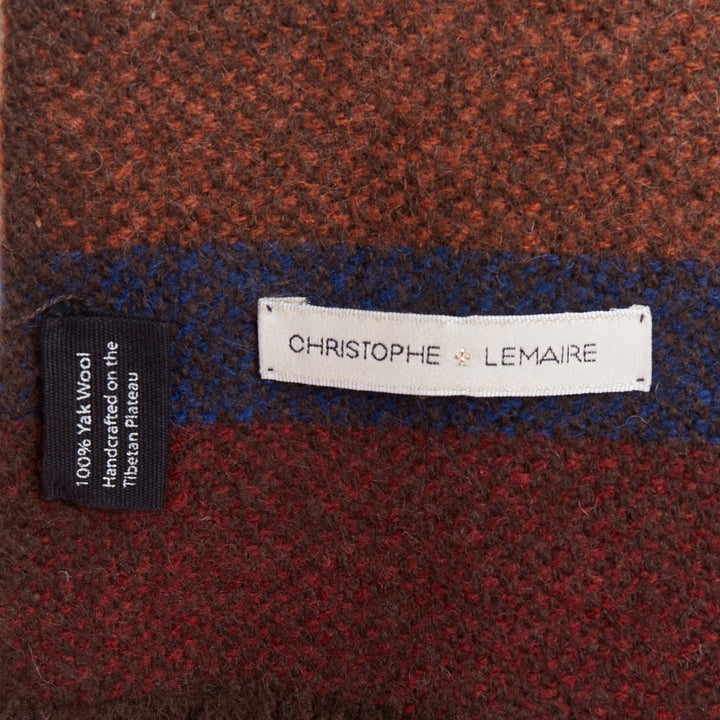 CHRISTOPHE LEMAIRE
100% Yak Wool
Handcrafted on the
Tibetan Plateau